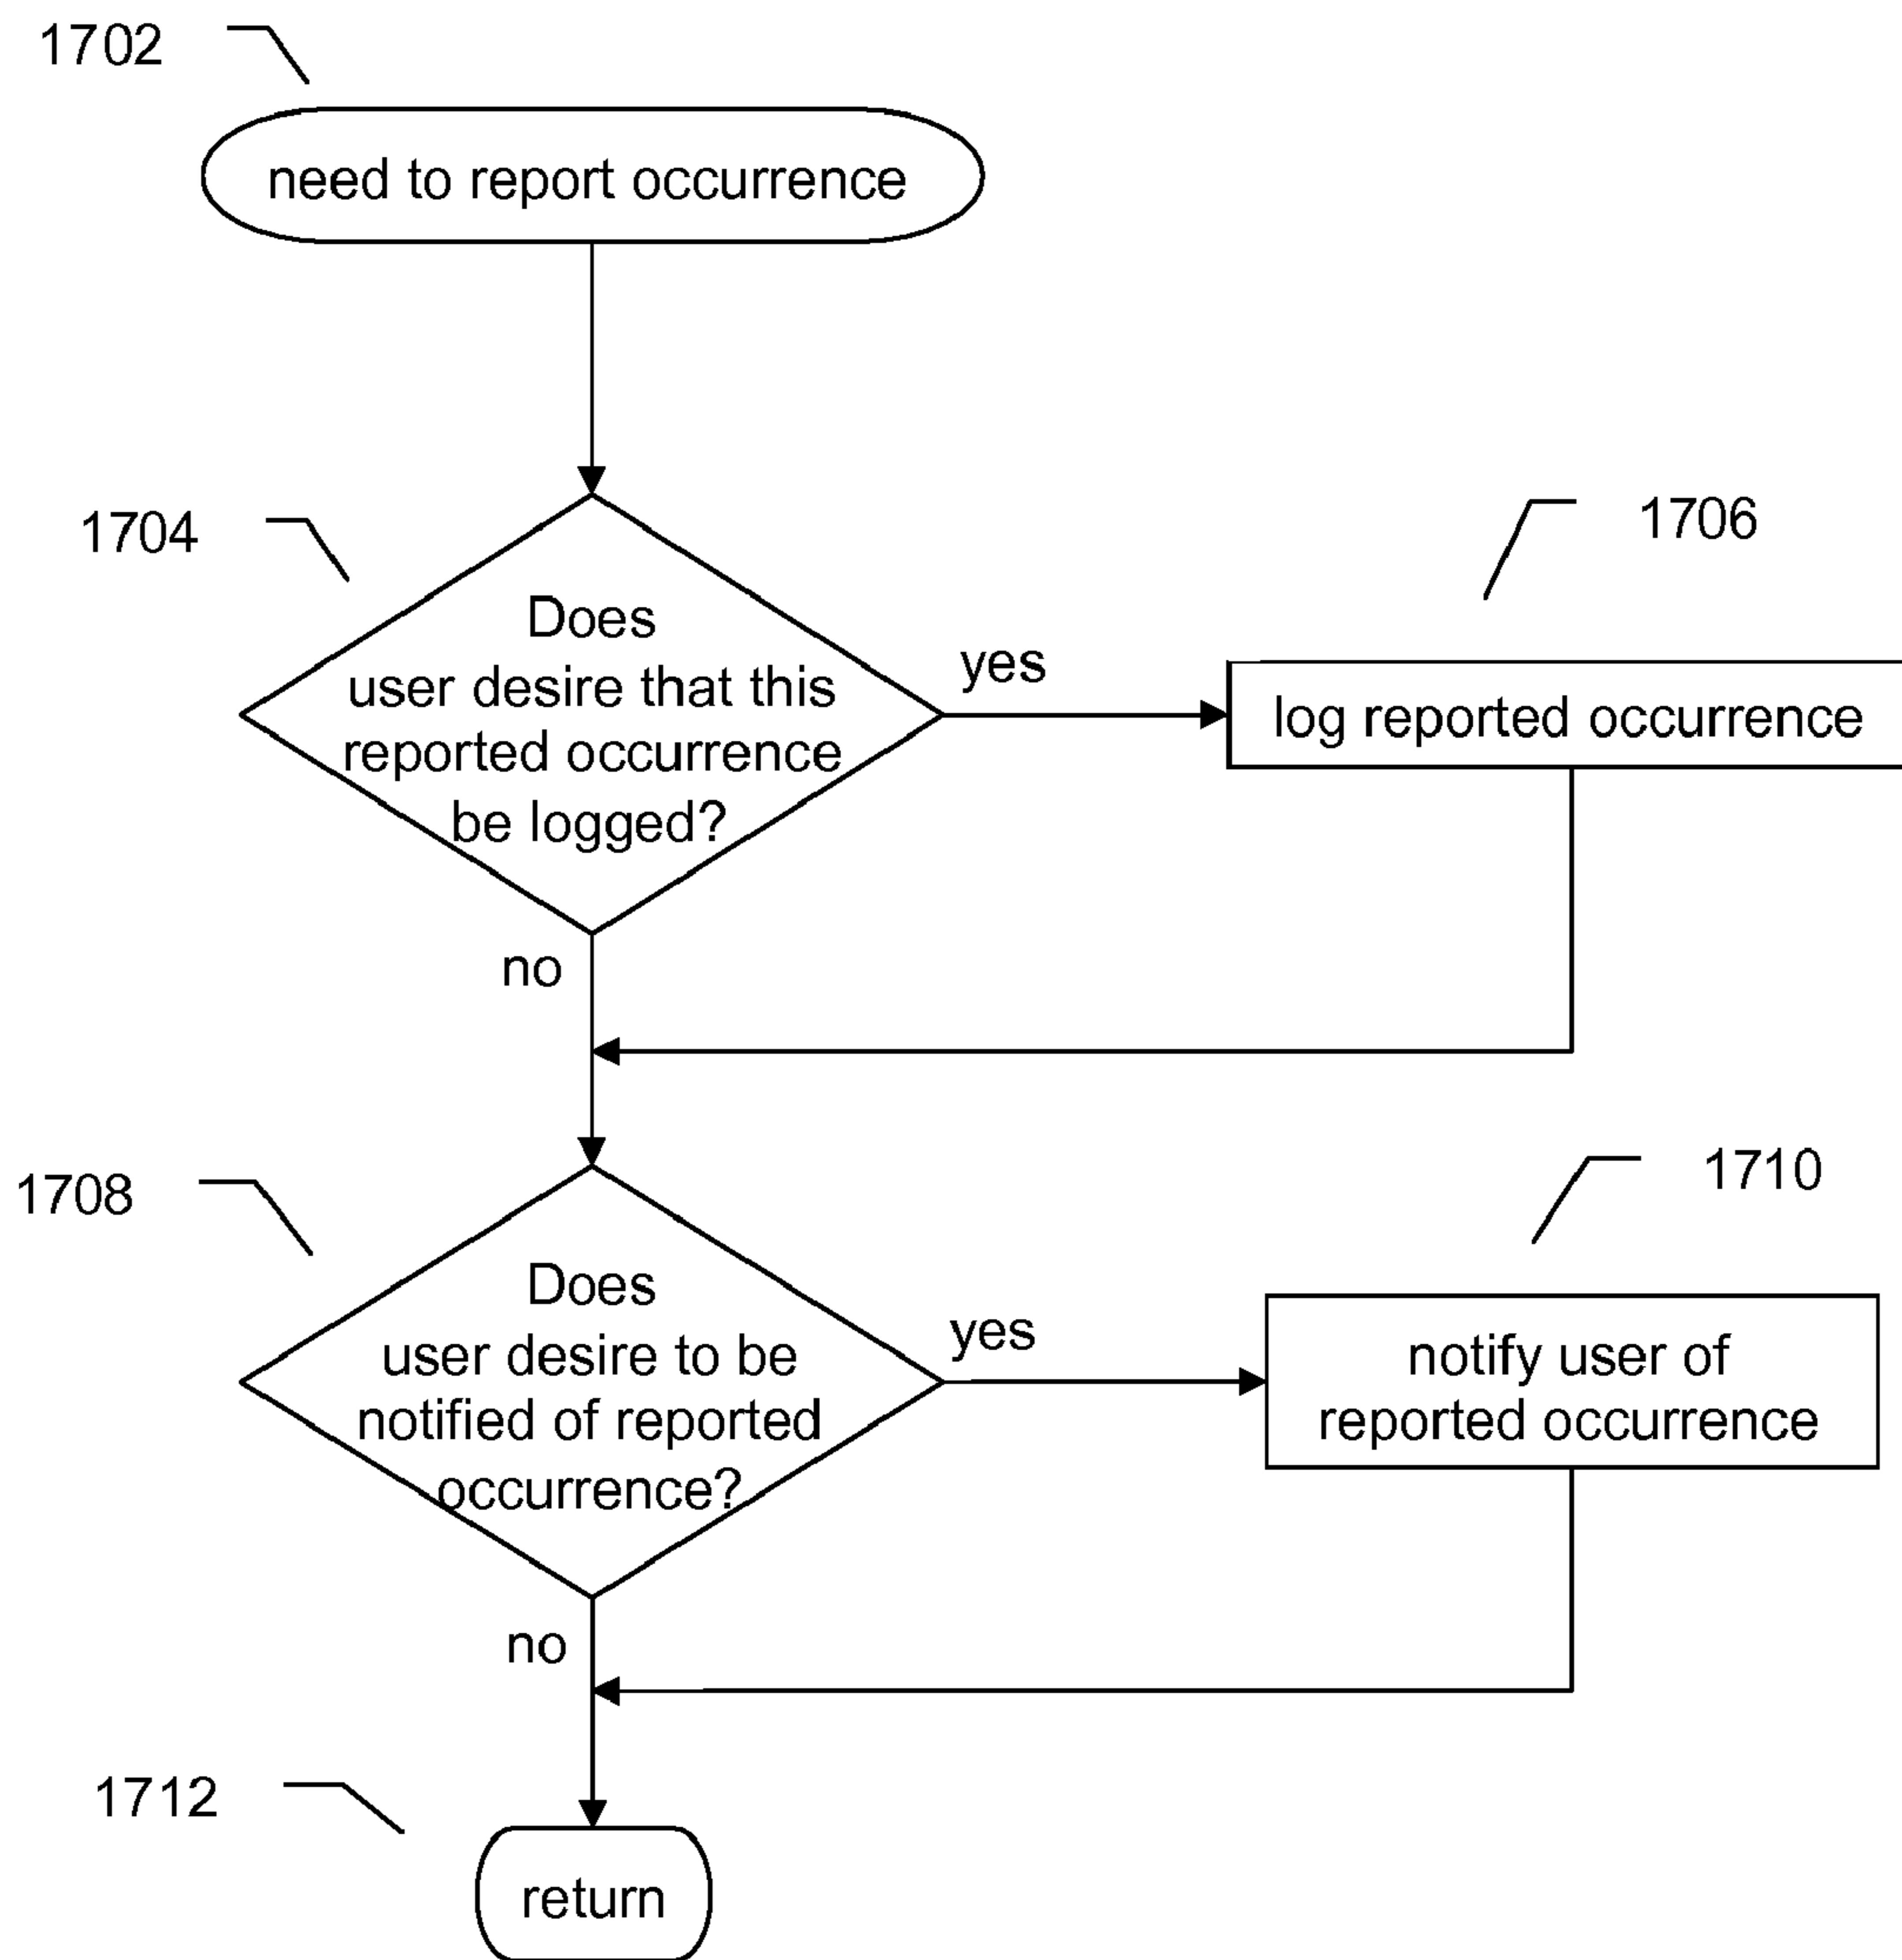 1702
need to report occurrence
1704
Does
user desire that this
reported occurrence
be logged?
yes
1706
log reported occurrence
no
1708
Does
user desire to be
notified of reported
occurrence?
yes
1710
notify user of
reported occurrence
no
1712
return